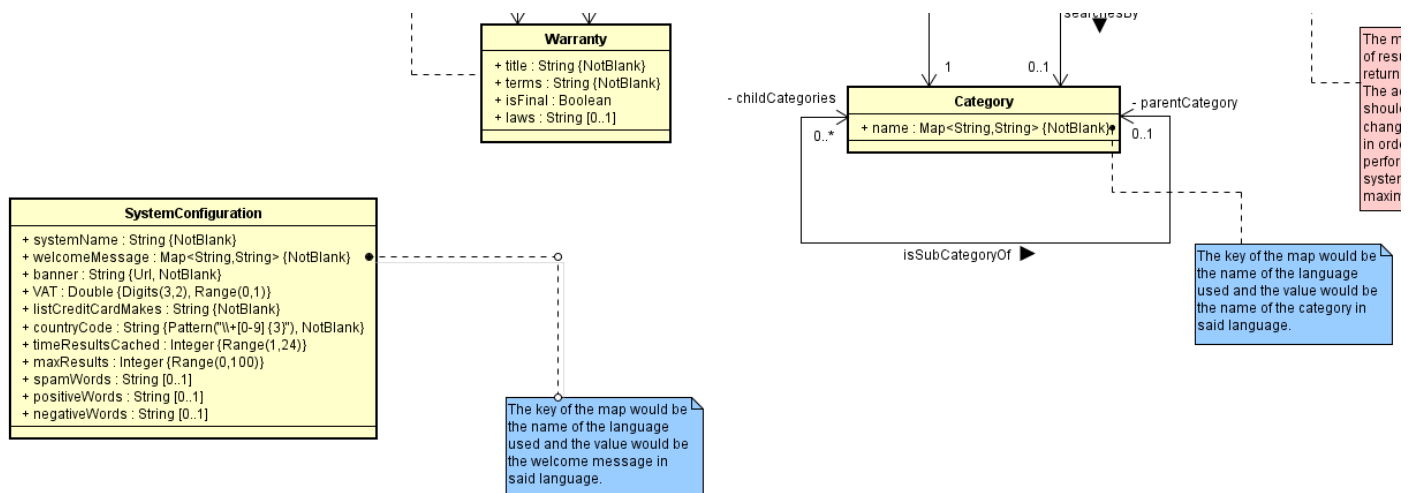 searchesBy
Warranty
+ title : String {NotBlank}
+ terms : String {NotBlank}
+ isFinal : Boolean
+ laws : String [0..1]
1
0..1
- childCategories
0..*
Category
+ name : Map<String,String> {NotBlank}
- parentCategory
0..1
isSubCategoryOf
The key of the map would be
the name of the language
used and the value would be
the name of the category in
said language.
The
of
return
The
in
SystemConfiguration
+ systemName : String {NotBlank}
+ welcomeMessage : Map<String,String> {NotBlank}
+ banner : String {Url, NotBlank}
+ VAT : Double {Digits(3,2), Range(0,1)}
+ listCreditCardMakes : String {NotBlank}
+ countryCode : String {Pattern("\\+[0-9] {3}"), NotBlank}
+ timeResultsCached : Integer {Range(1,24)}
+ maxResults : Integer {Range(0,100)}
+ spamWords : String [0..1]
+ positiveWords : String [0..1]
+ negativeWords : String [0..1]
The key of the map would be
the name of the language
used and the value would be
the welcome message in
said language.